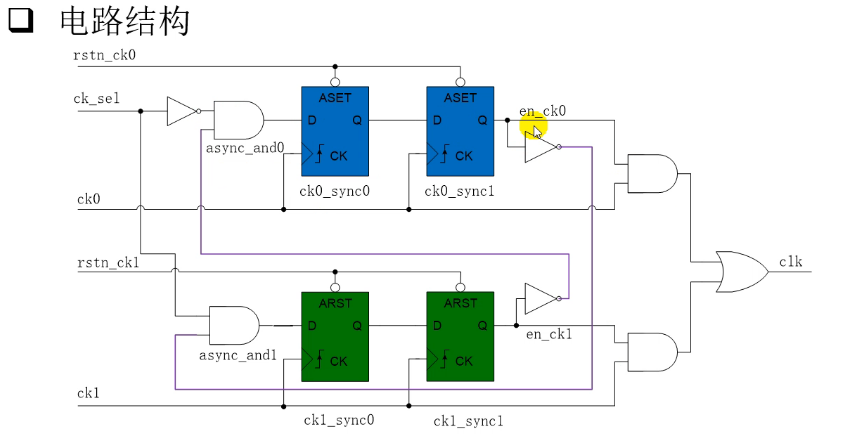 电路结构
rstn_ck0
ck_sel
ASET
ASET
en_ck0
D
Q
D
Q
async_and0
CK
CK
ck0_sync0
ck0_sync1
ck0
clk
rstn_ck1
ARST
ARST
D
Q
D
Q
en_ck1
async_and1
CK
CK
ck1
ck1_sync0
ck1_sync1